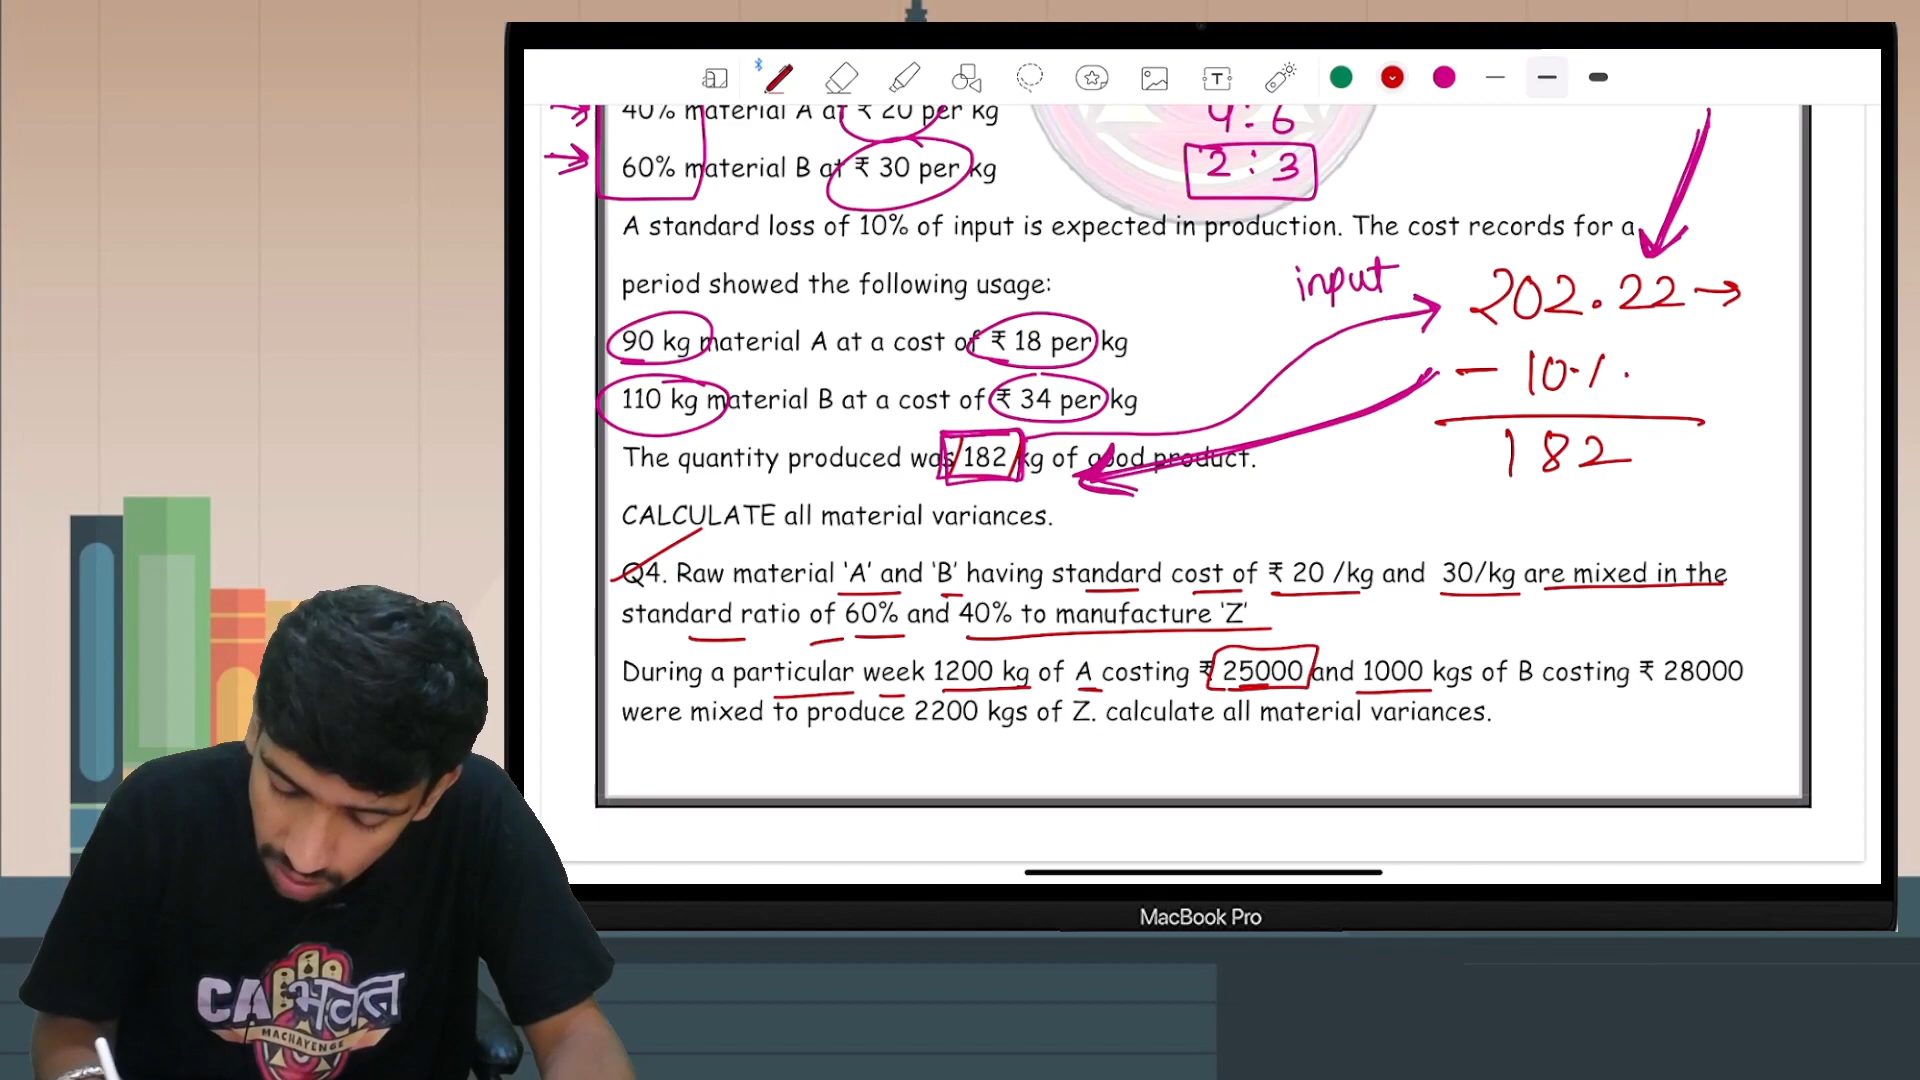 40% material A at ₹ 20 per kg
4 : 6
60% material B at ₹ 30 per kg
2 : 3
A standard loss of 10% of input is expected in production. The cost records for a
period showed the following usage:
input
202.22 →
90 kg material A at a cost of ₹ 18 per kg
- 10%.
110 kg material B at a cost of ₹ 34 per kg
182
The quantity produced was 182 kg of good product.
CALCULATE all material variances.
Q4. Raw material 'A' and 'B' having standard cost of ₹ 20 /kg and 30/kg are mixed in the
standard ratio of 60% and 40% to manufacture 'Z'
During a particular week 1200 kg of A costing ₹ 25000 and 1000 kgs of B costing ₹ 28000
were mixed to produce 2200 kgs of Z. calculate all material variances.
MacBook Pro
CA भक्त
MACHAYENGE